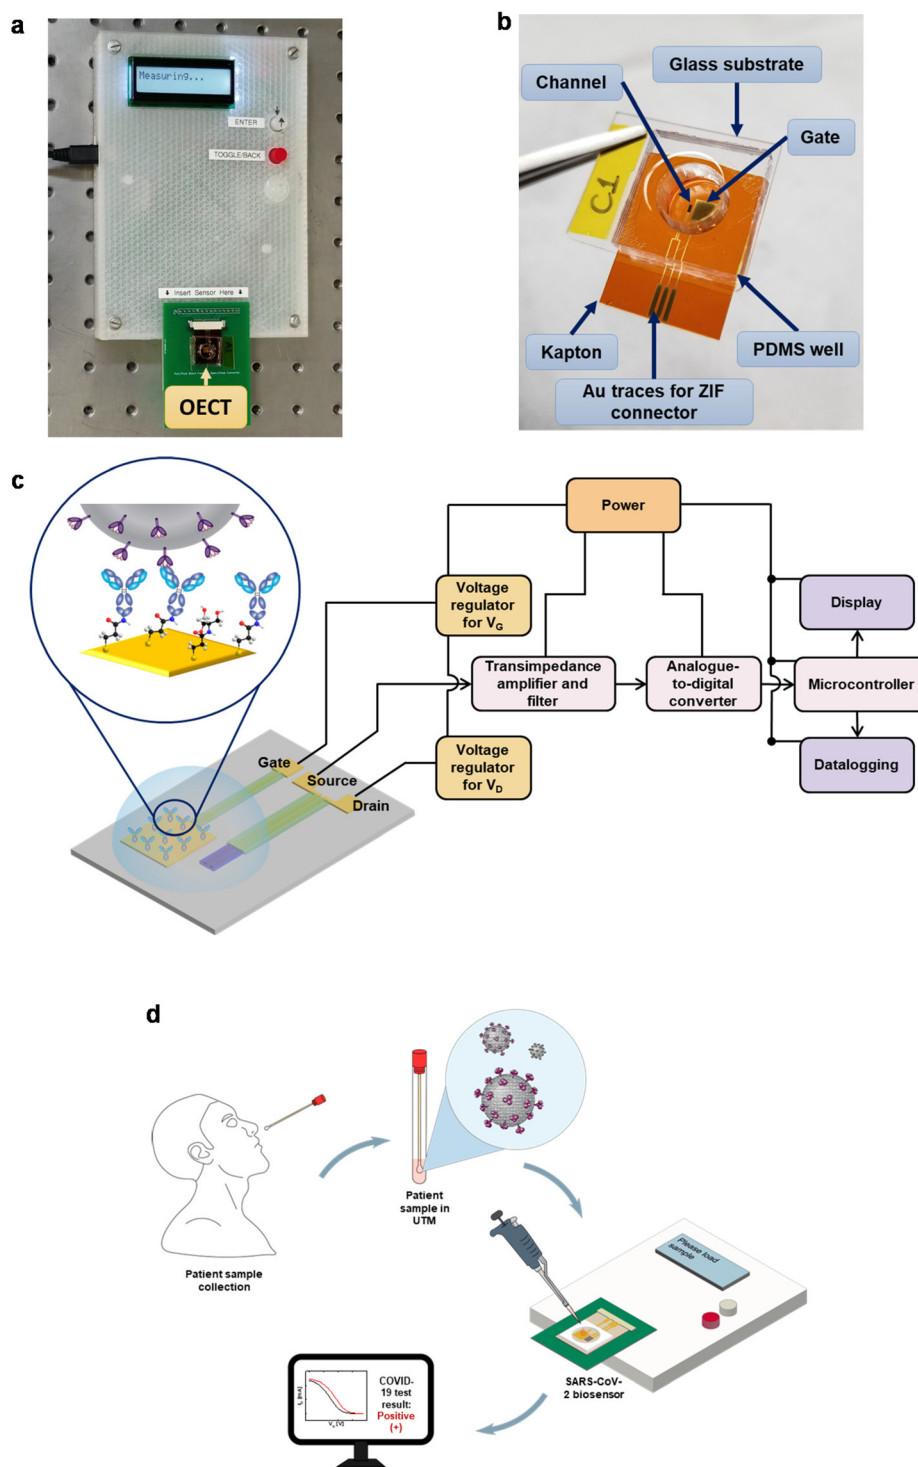 a
Measuring...
ENTER
TOGGLE/BACK
Insert Sensor Here
OECT
b
Glass substrate
Channel
Gate
C1
Kapton
PDMS well
Au traces for ZIF
connector
c
Power
Voltage
regulator
for VG
Display
Transimpedance
amplifier and
filter
Analogue-
to-digital
converter
Microcontroller
Gate
Source
Drain
Voltage
regulator
for VD
Datalogging
d
Patient
sample in
UTM
Patient sample
collection
Please load
sample
SARS-CoV-
2 biosensor
COVID-
19 test
result:
Positive
(+)